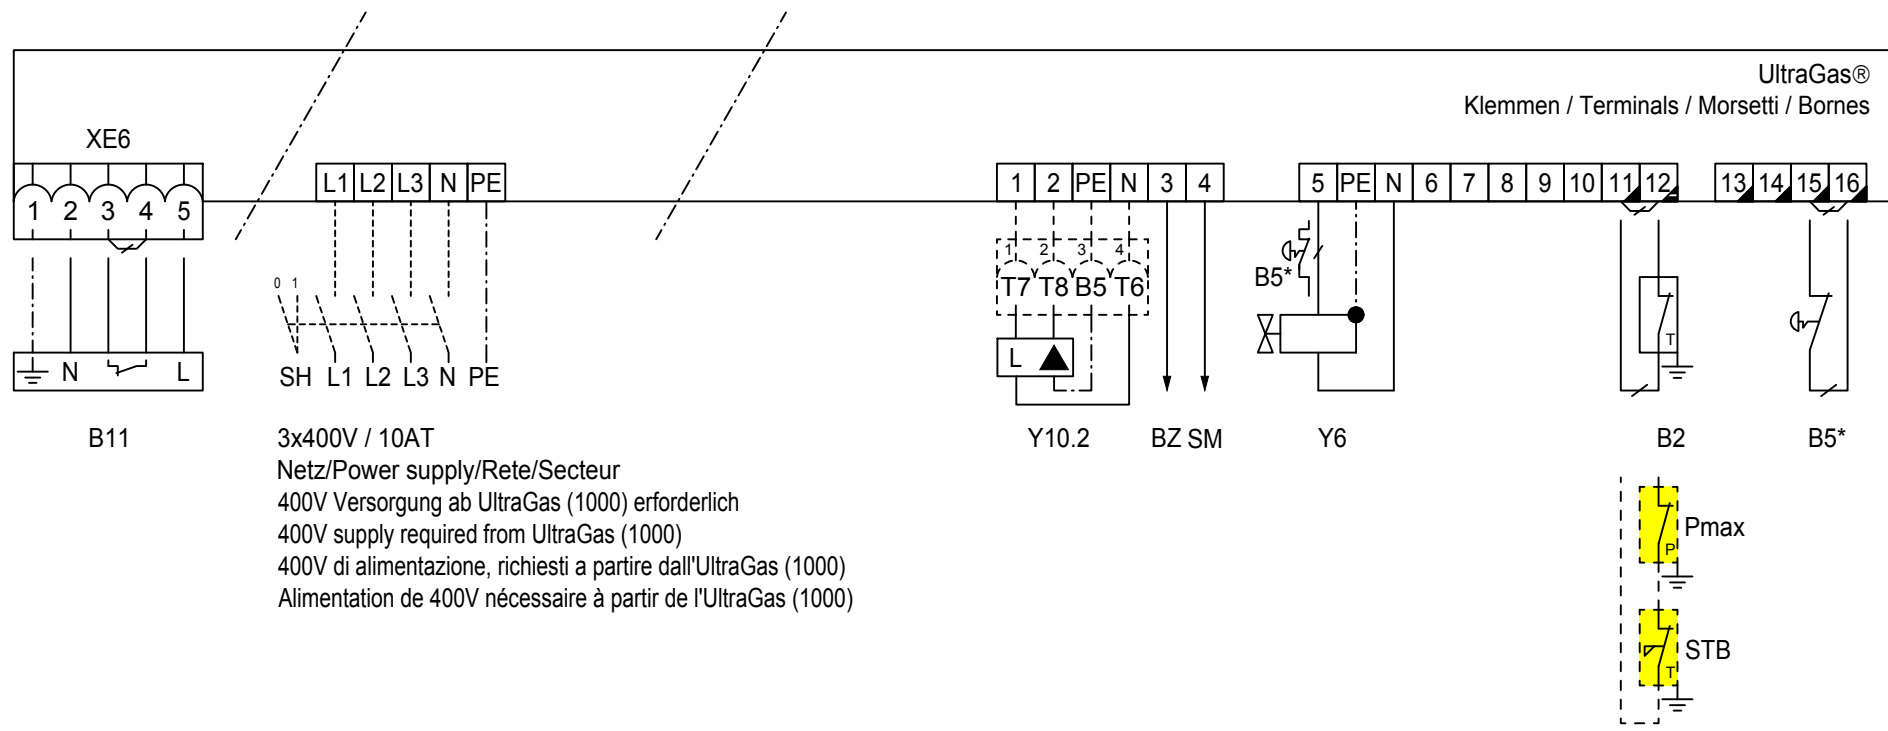 UltraGas®
Klemmen / Terminals / Morsetti / Bornes
XE6
L1 L2 L3 N PE
1 2 PE N 3 4
5 PE N 6 7 8 9 10 11 12
13 14 15 16
1 2 3 4 5
1 2 3 4
B5*
T7 T8 B5 T6
0 1
T
L
N L
SH L1 L2 L3 N PE
B11
3x400V / 10AT
Y10.2
BZ SM
Y6
B2
B5*
Netz/Power supply/Rete/Secteur
400V Versorgung ab UltraGas (1000) erforderlich
400V supply required from UltraGas (1000)
400V di alimentazione, richiesti a partire dall'UltraGas (1000)
Alimentation de 400V nécessaire à partir de l'UltraGas (1000)
Pmax
P
STB
T